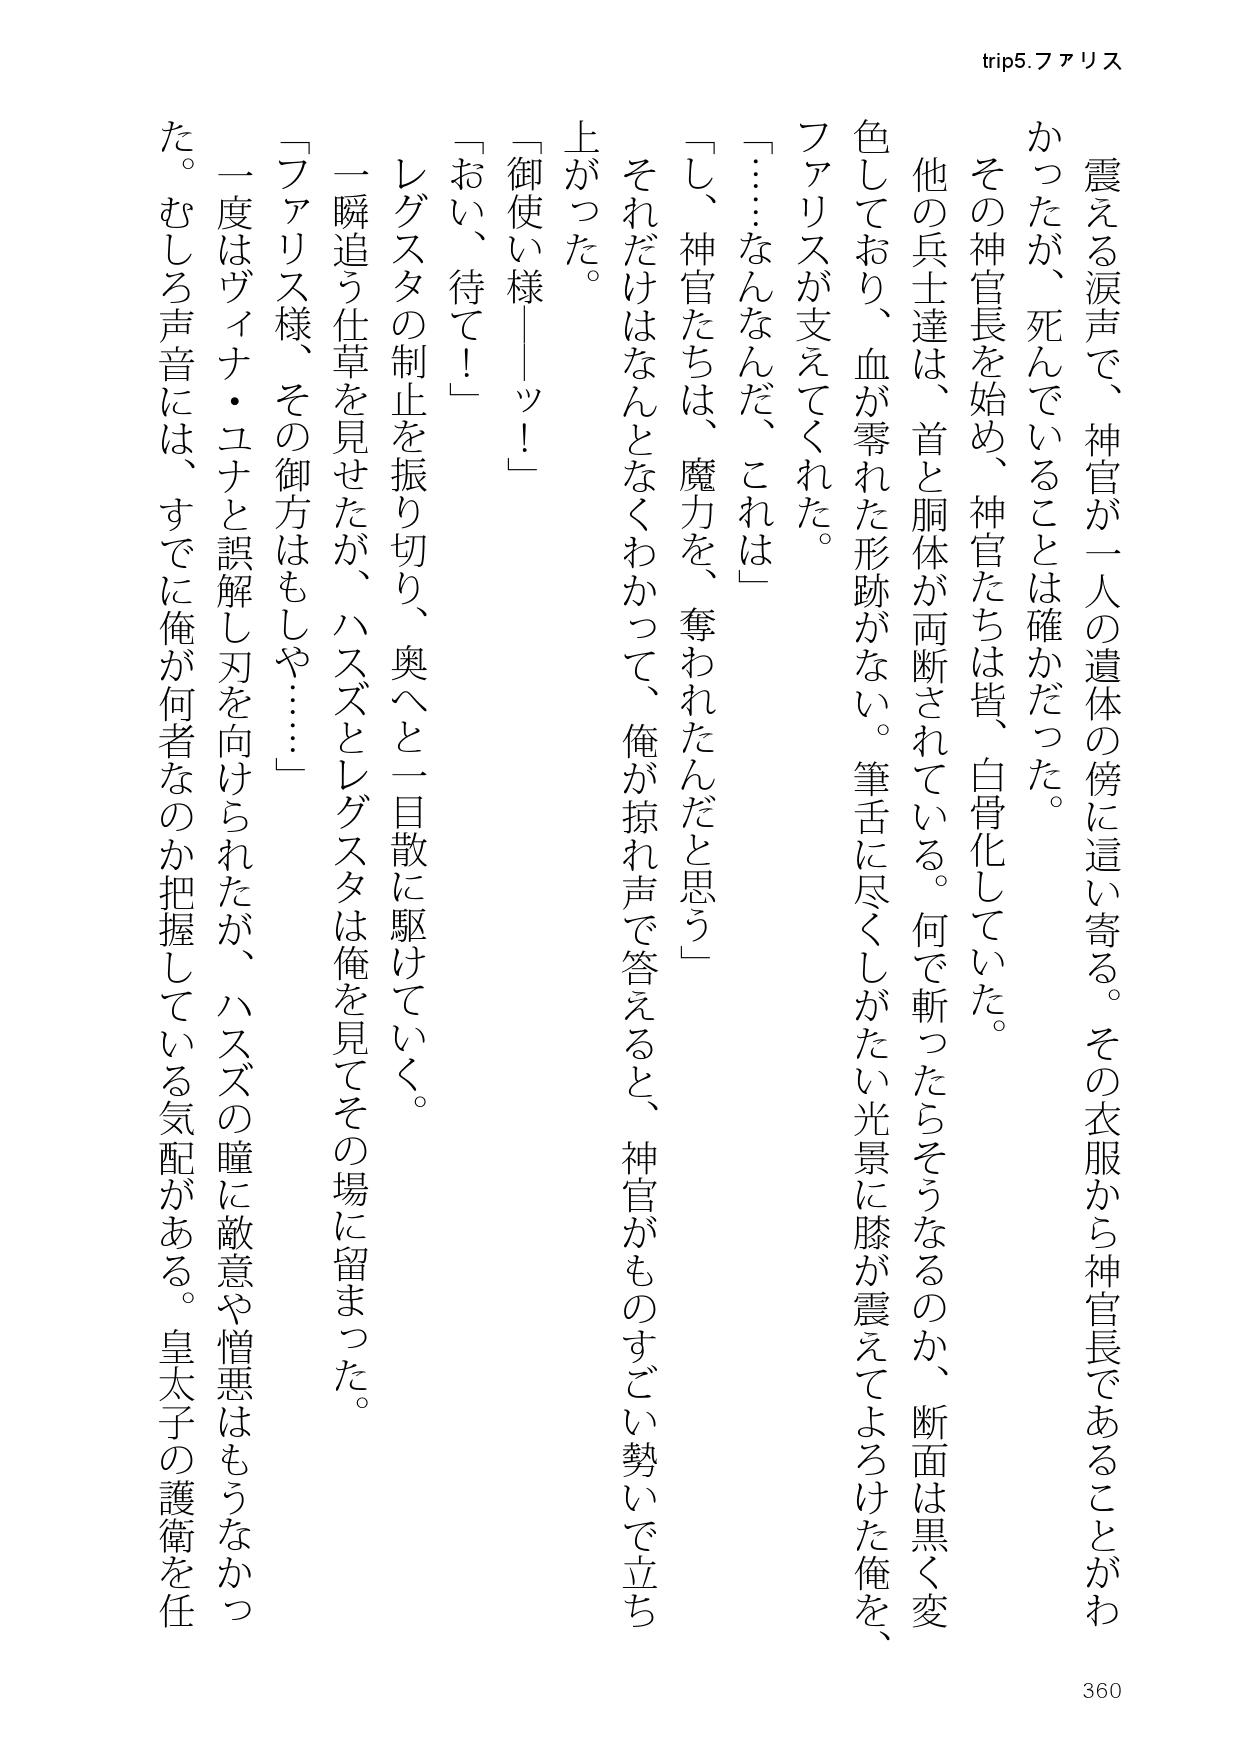 trip5.ファリス
　震える涙声で、神官が一人の遺体の傍に這い寄る。その衣服から神官長であることがわ
かったが、死んでいることは確かだった。
　その神官長を始め、神官たちは皆、白骨化していた。
　他の兵士達は、首と胴体が両断されている。何で斬ったらそうなるのか、断面は黒く変
色しており、血が零れた形跡がない。筆舌に尽くしがたい光景に膝が震えてよろけた俺を、
ファリスが支えてくれた。
「……なんなんだ、これは」
「し、神官たちは、魔力を、奪われたんだと思う」
　それだけはなんとなくわかって、俺が掠れ声で答えると、神官がものすごい勢いで立ち
上がった。
「御使い様――ッ！」
「おい、待て！」
　レグスタの制止を振り切り、奥へと一目散に駆けていく。
　一瞬追う仕草を見せたが、ハスズとレグスタは俺を見てその場に留まった。
「ファリス様、その御方はもしや……」
　一度はヴィナ・ユナと誤解し刃を向けられたが、ハスズの瞳に敵意や憎悪はもうなかっ
た。むしろ声音には、すでに俺が何者なのか把握している気配がある。皇太子の護衛を任
360